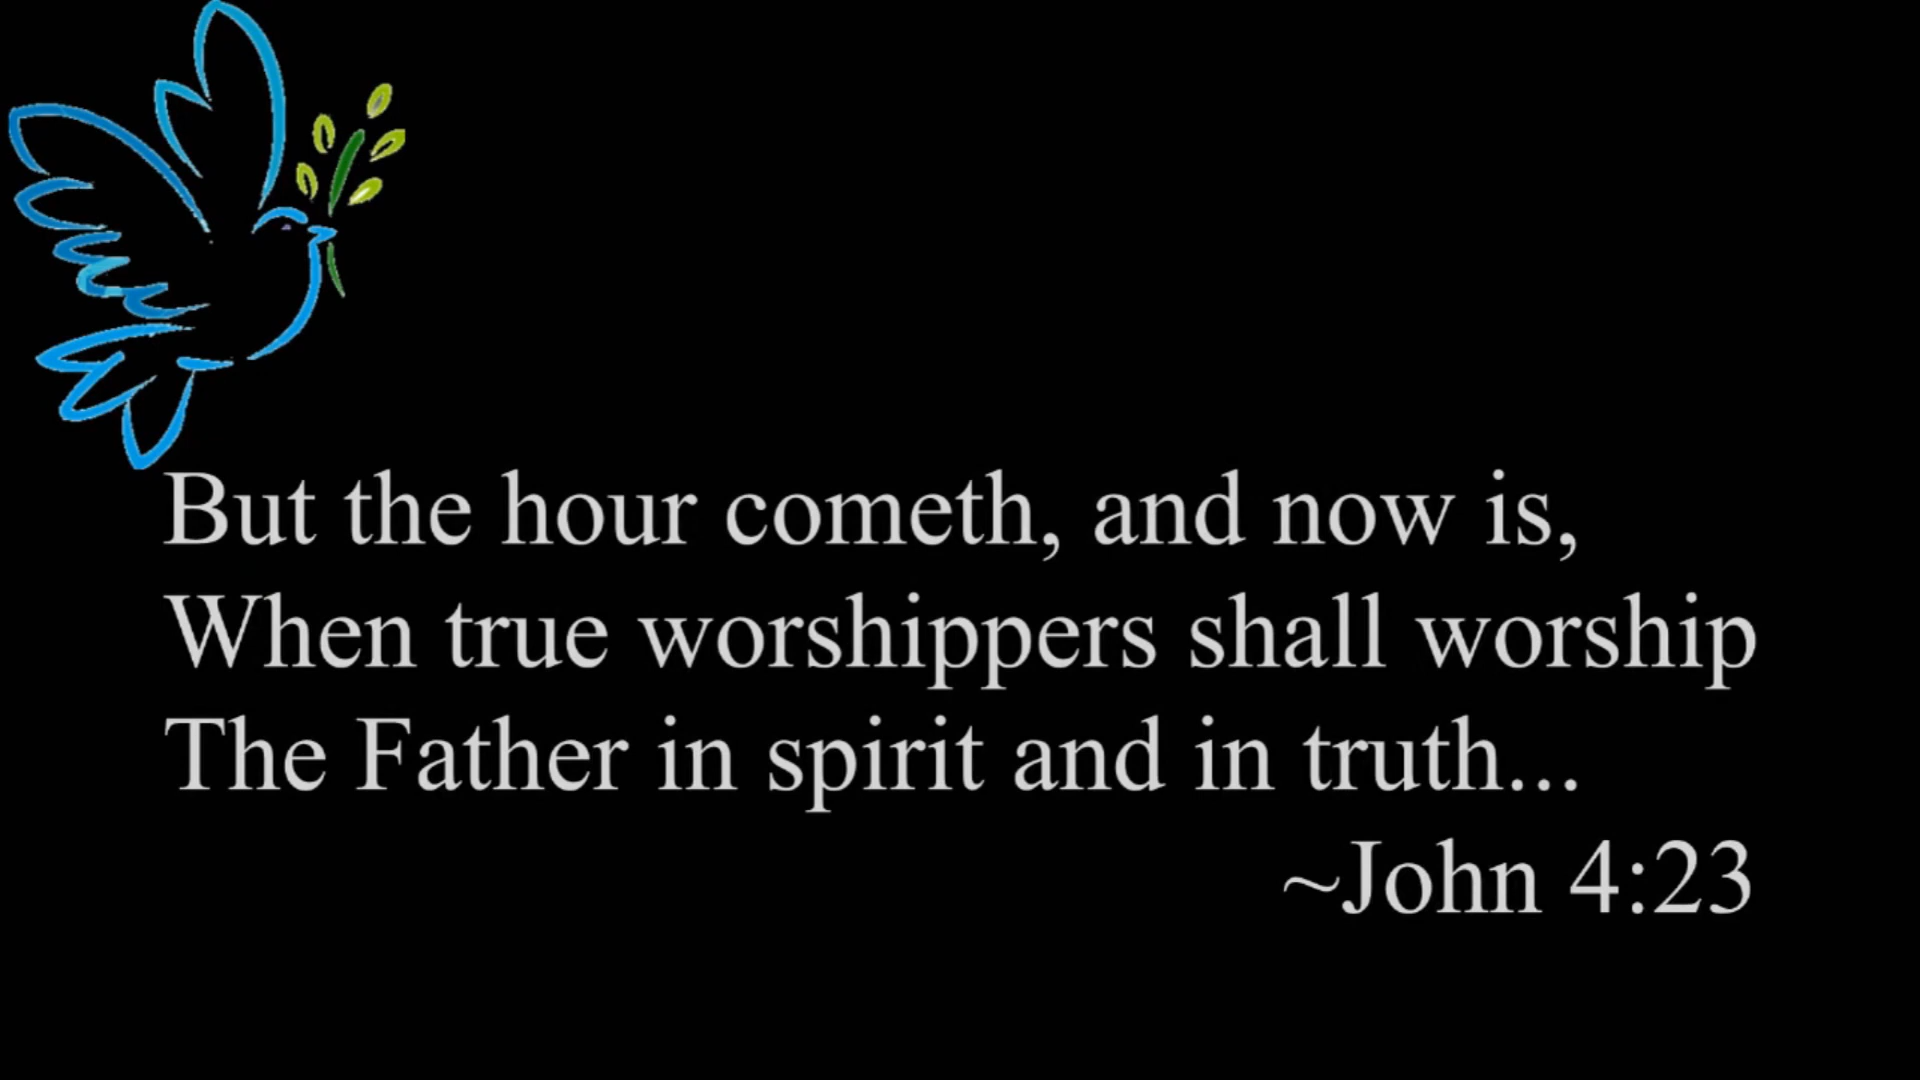 But the hour cometh, and now is,
When true worshippers shall worship
The Father in spirit and in truth...
~John 4:23